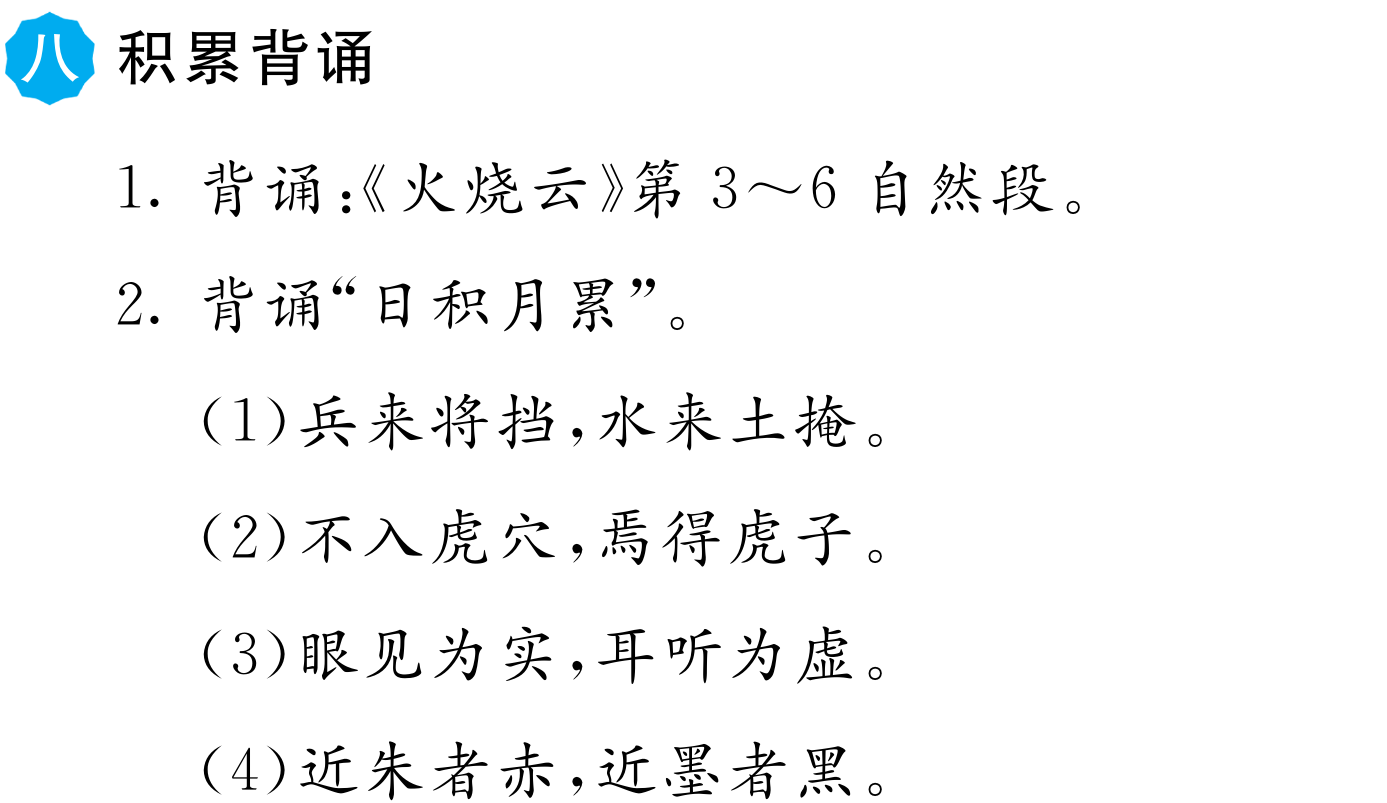 八 积累背诵
1. 背诵:《火烧云》第 3～6 自然段。
2. 背诵“日积月累”。
(1)兵来将挡,水来土掩。
(2)不入虎穴,焉得虎子。
(3)眼见为实,耳听为虚。
(4)近朱者赤,近墨者黑。